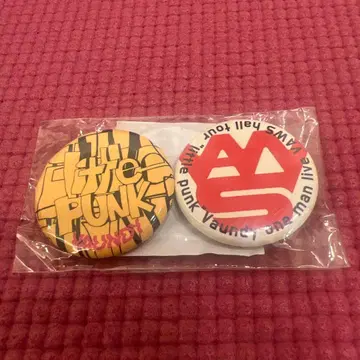 little
PUNK
VAUNDY
"little punk" Vaundy one man live VAWS hall tour